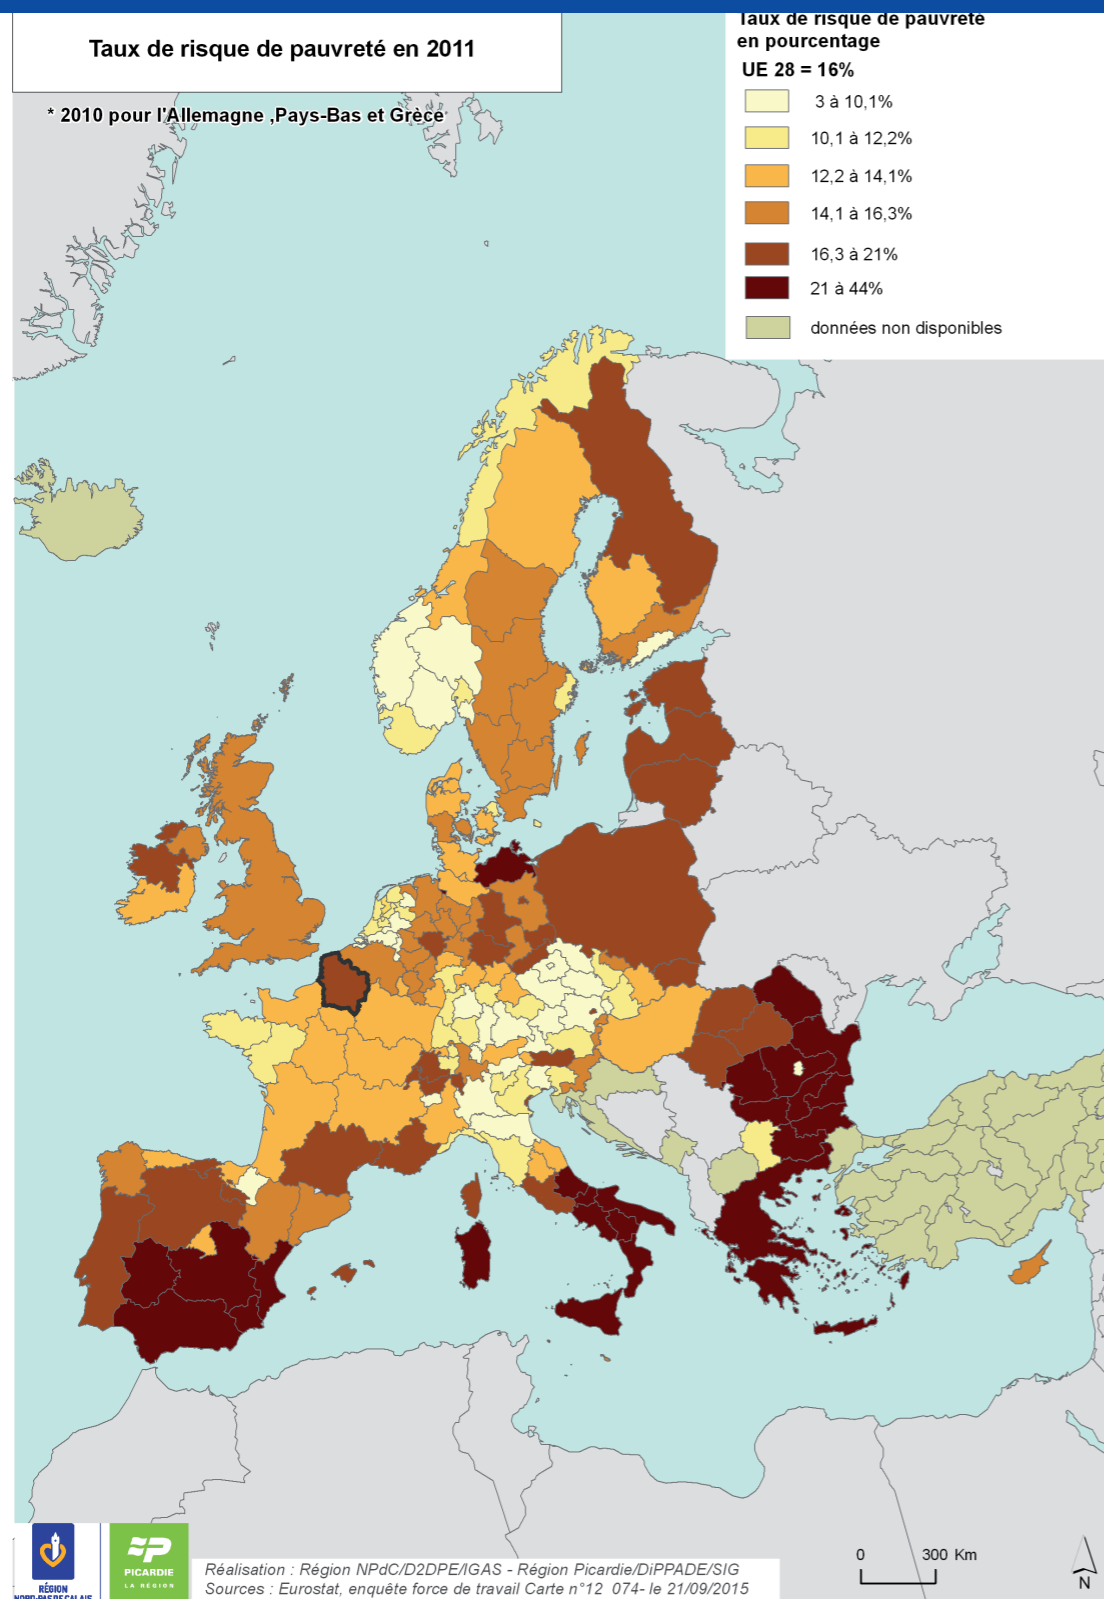 Taux de risque de pauvreté en 2011
* 2010 pour l'Allemagne ,Pays-Bas et Grèce
Taux de risque de pauvreté
en pourcentage
UE 28 = 16%
3 à 10,1%
10,1 à 12,2%
12,2 à 14,1%
14,1 à 16,3%
16,3 à 21%
21 à 44%
données non disponibles
RÉGION
NORD-PAS DE CALAIS
PICARDIE
LA RÉGION
Réalisation : Région NPdC/D2DPE/IGAS - Région Picardie/DiPPADE/SIG
Sources : Eurostat, enquête force de travail Carte n°12 074- le 21/09/2015
0 300 Km
N